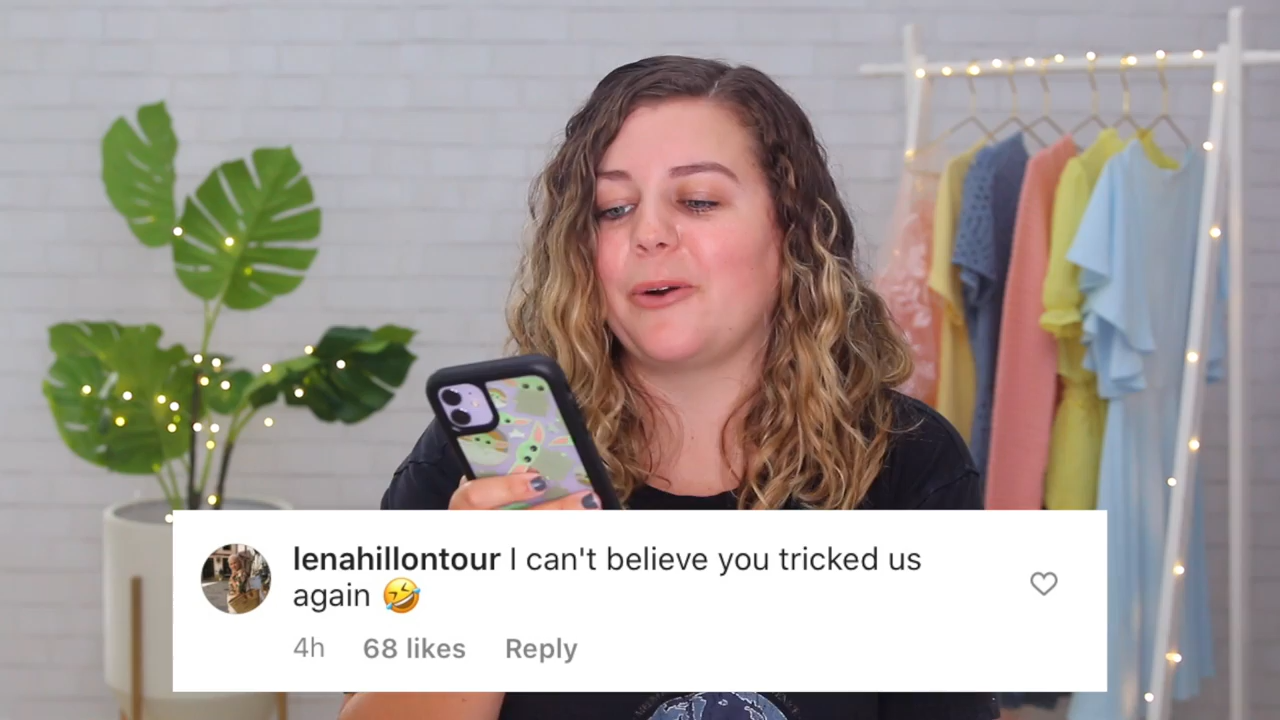 lenahillontour I can't believe you tricked us
again 🤣
4h 68 likes Reply